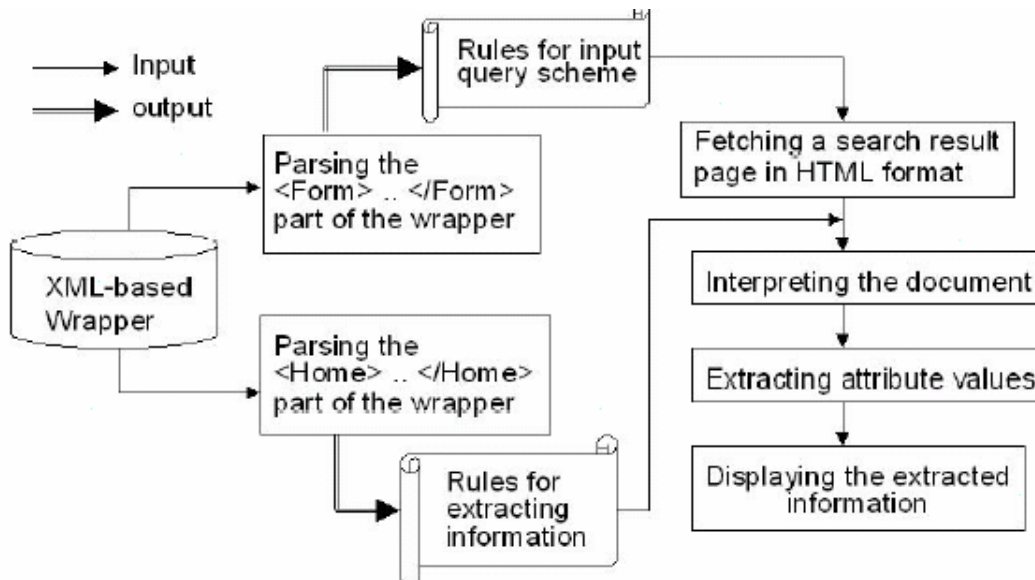 Input
output
Rules for input
query scheme
Parsing the
<Form> .. </Form>
part of the wrapper
Fetching a search result
page in HTML format
XML-based
Wrapper
Interpreting the document
Parsing the
<Home> .. </Home>
part of the wrapper
Extracting attribute values
Rules for
extracting
information
Displaying the extracted
information